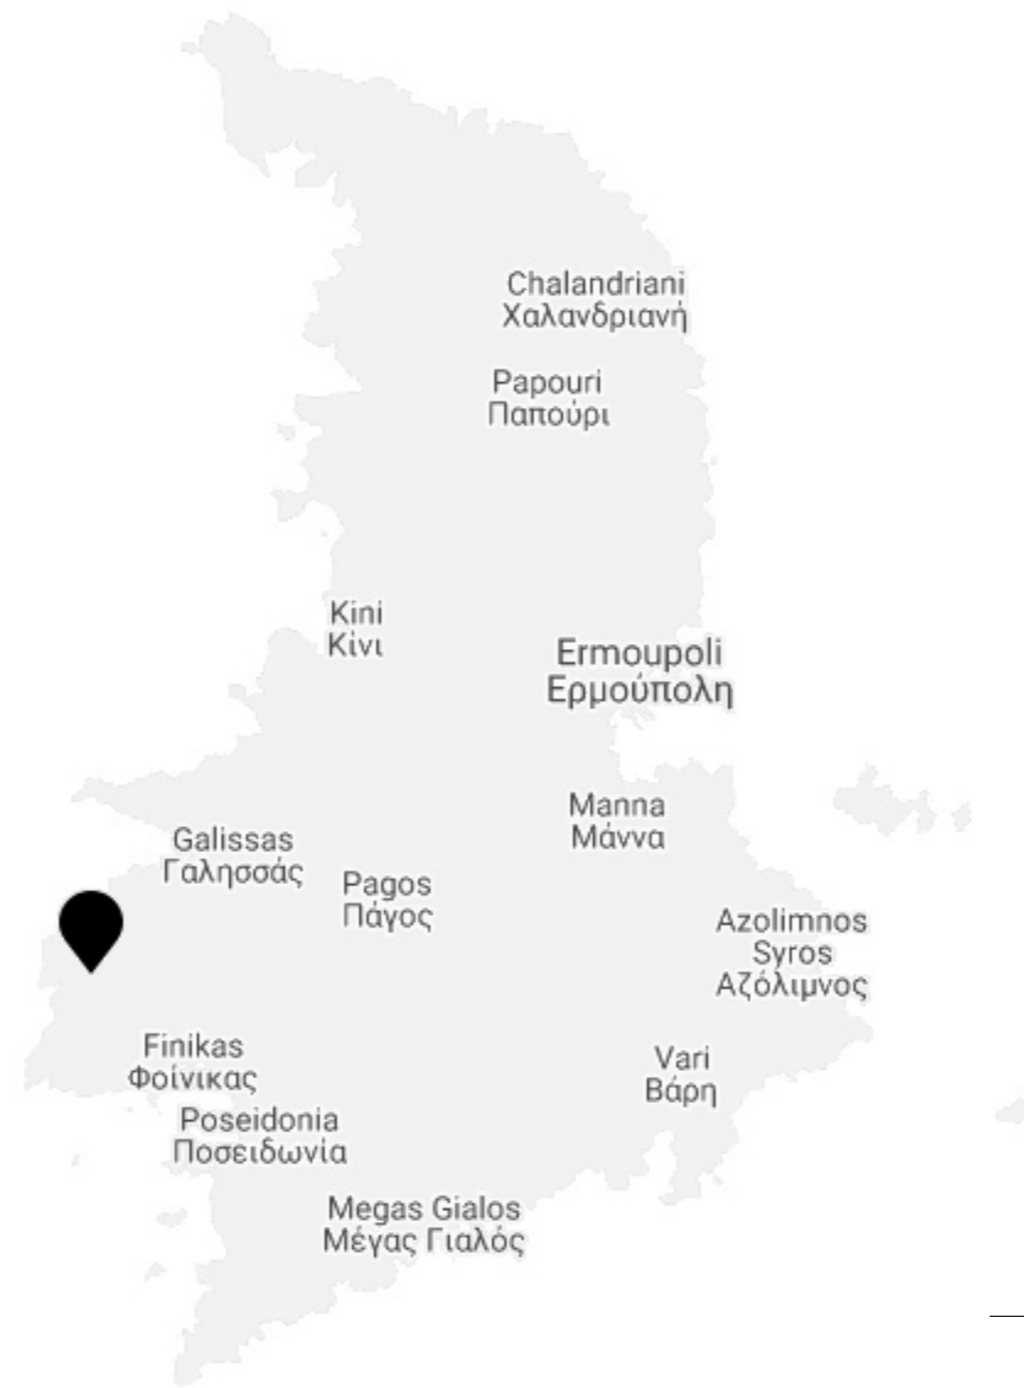 Chalandriani
Χαλανδριανή
Papouri
Παπούρι
Kini
Κίνι
Ermoupoli
Ερμούπολη
Manna
Μάννα
Galissas
Γαλησσάς
Pagos
Πάγος
Azolimnos
Syros
Αζόλιμνος
Finikas
Φοίνικας
Vari
Βάρη
Poseidonia
Ποσειδωνία
Megas Gialos
Μέγας Γιαλός